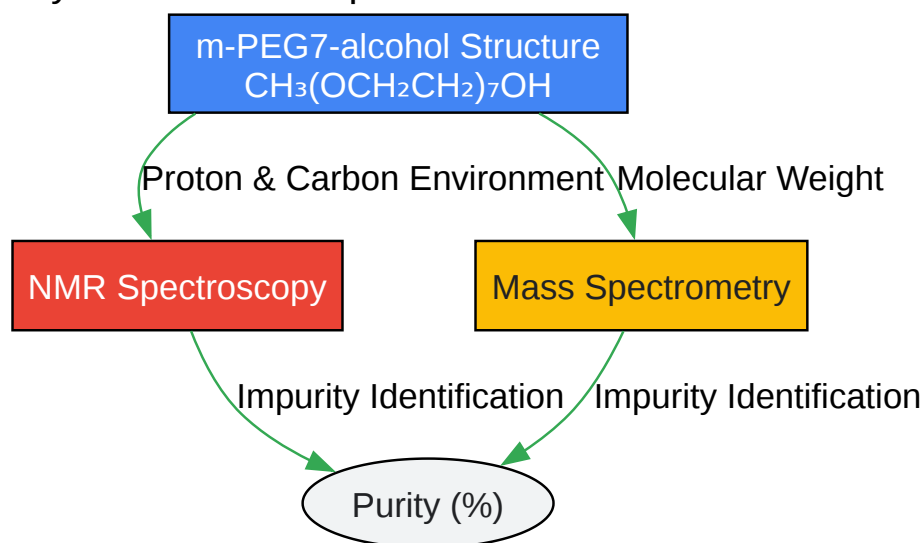 m-PEG7-alcohol Structure
CH₃(OCH₂CH₂)₇OH
Proton & Carbon Environment
Molecular Weight
NMR Spectroscopy
Mass Spectrometry
Impurity Identification
Impurity Identification
Purity (%)